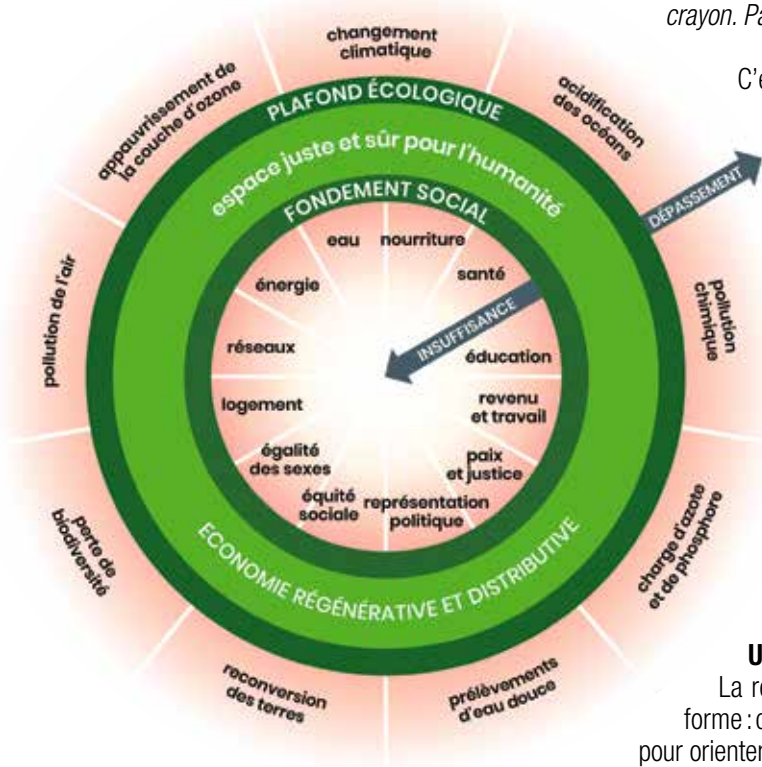 crayon. Pa
C'e
changement
climatique
appauvrissement de
la couche d'ozone
acidification
des océans
PLAFOND ÉCOLOGIQUE
espace juste et sûr pour l'humanité
DÉPASSEMENT
FONDEMENT SOCIAL
eau
nourriture
énergie
santé
pollution de l'air
pollution
chimique
INSUFFISANCE
réseaux
éducation
logement
revenu
et travail
égalité
des sexes
paix
et justice
équité
sociale
représentation
politique
perte de
biodiversité
charge d'azote
et de phosphore
ECONOMIE RÉGÉNÉRATIVE ET DISTRIBUTIVE
reconversion
des terres
prélèvements
d'eau douce
U
La re
forme : d
pour orienter